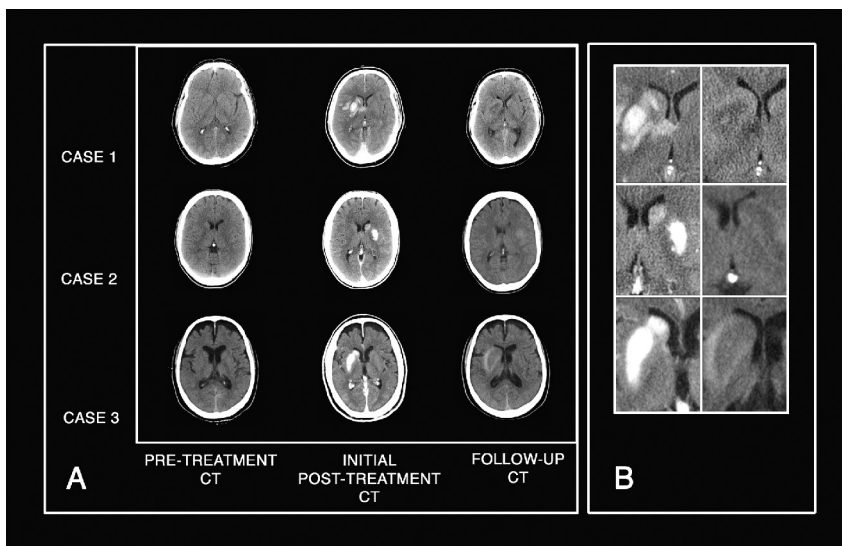 CASE 1
CASE 2
CASE 3
PRE-TREATMENT
CT
INITIAL
POST-TREATMENT
CT
FOLLOW-UP
CT
A
B